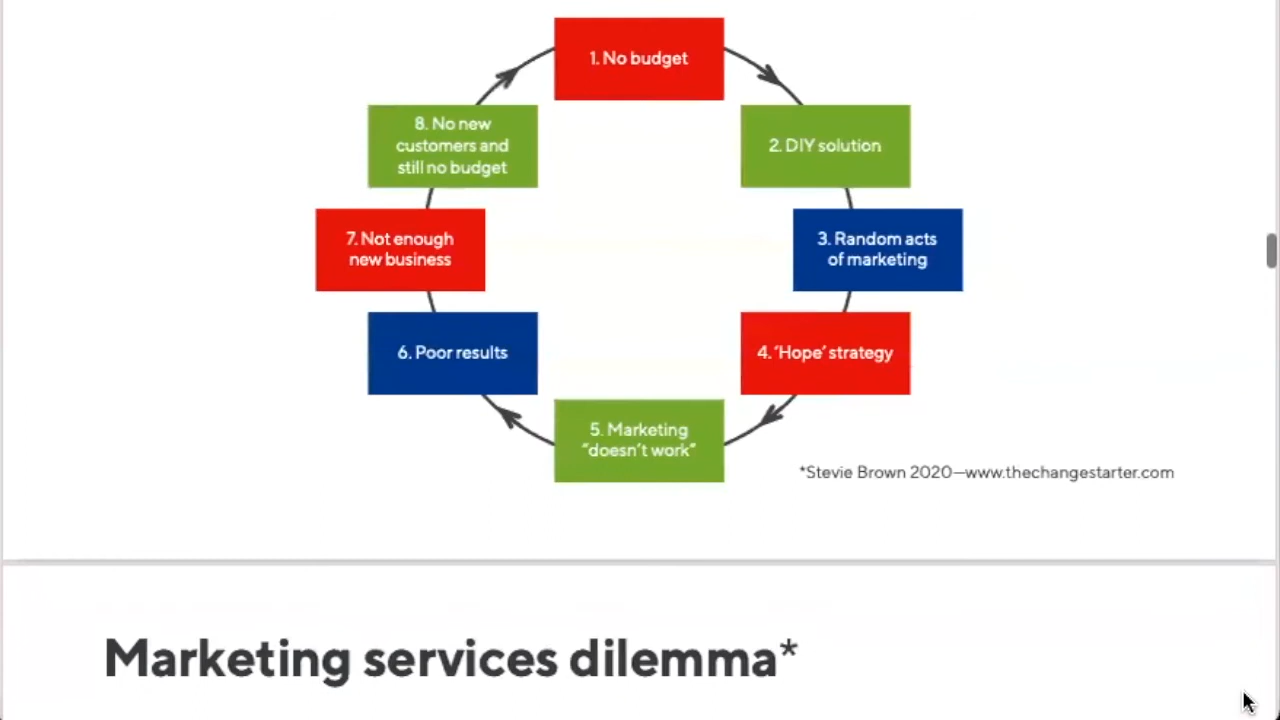 1. No budget
2. DIY solution
3. Random acts
of marketing
4. ‘Hope’ strategy
5. Marketing
“doesn’t work”
6. Poor results
7. Not enough
new business
8. No new
customers and
still no budget
*Stevie Brown 2020—www.thechangestarter.com
Marketing services dilemma*